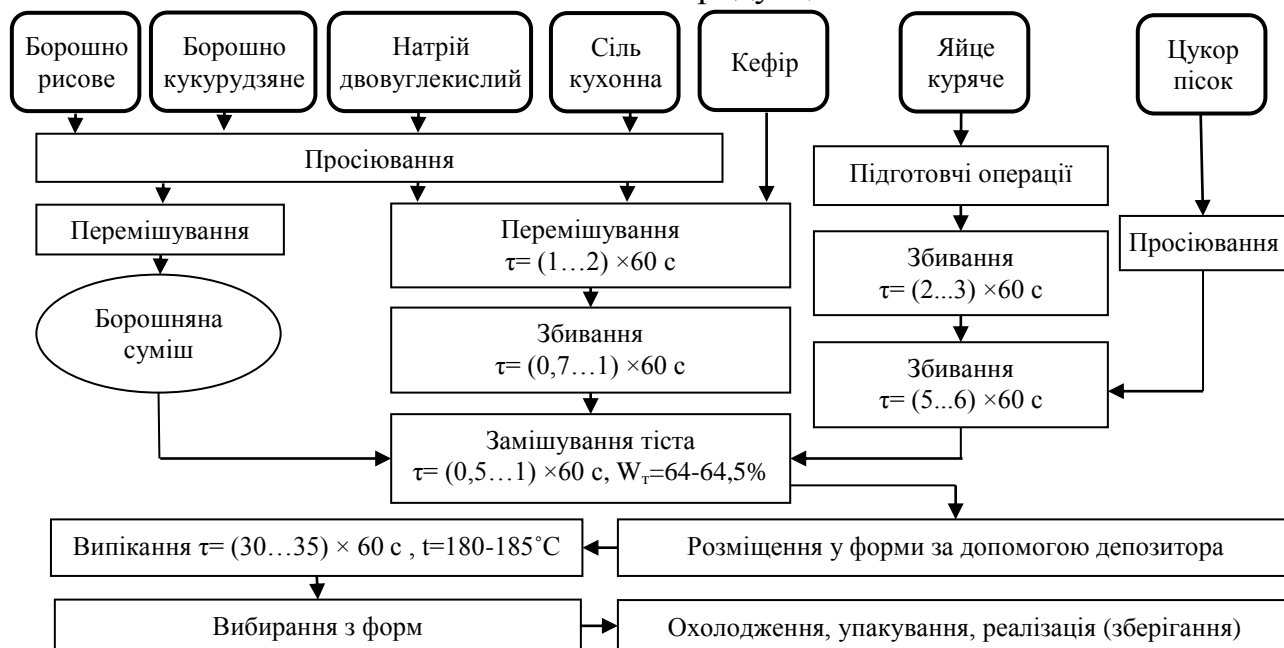 Борошно
рисове
Борошно
кукурудзяне
Натрій
двовуглекислий
Сіль
кухонна
Кефір
Яйце
куряче
Цукор
пісок
Просіювання
Підготовчі операції
Перемішування
Перемішування
τ= (1…2) ×60 с
Збивання
τ= (2...3) ×60 с
Просіювання
Борошняна
суміш
Збивання
τ= (0,7…1) ×60 с
Збивання
τ= (5...6) ×60 с
Замішування тіста
τ= (0,5…1) ×60 с, Wт=64-64,5%
Випікання τ= (30…35) × 60 с , t=180-185˚С
Розміщення у форми за допомогою депозитора
Вибирання з форм
Охолодження, упакування, реалізація (зберігання)